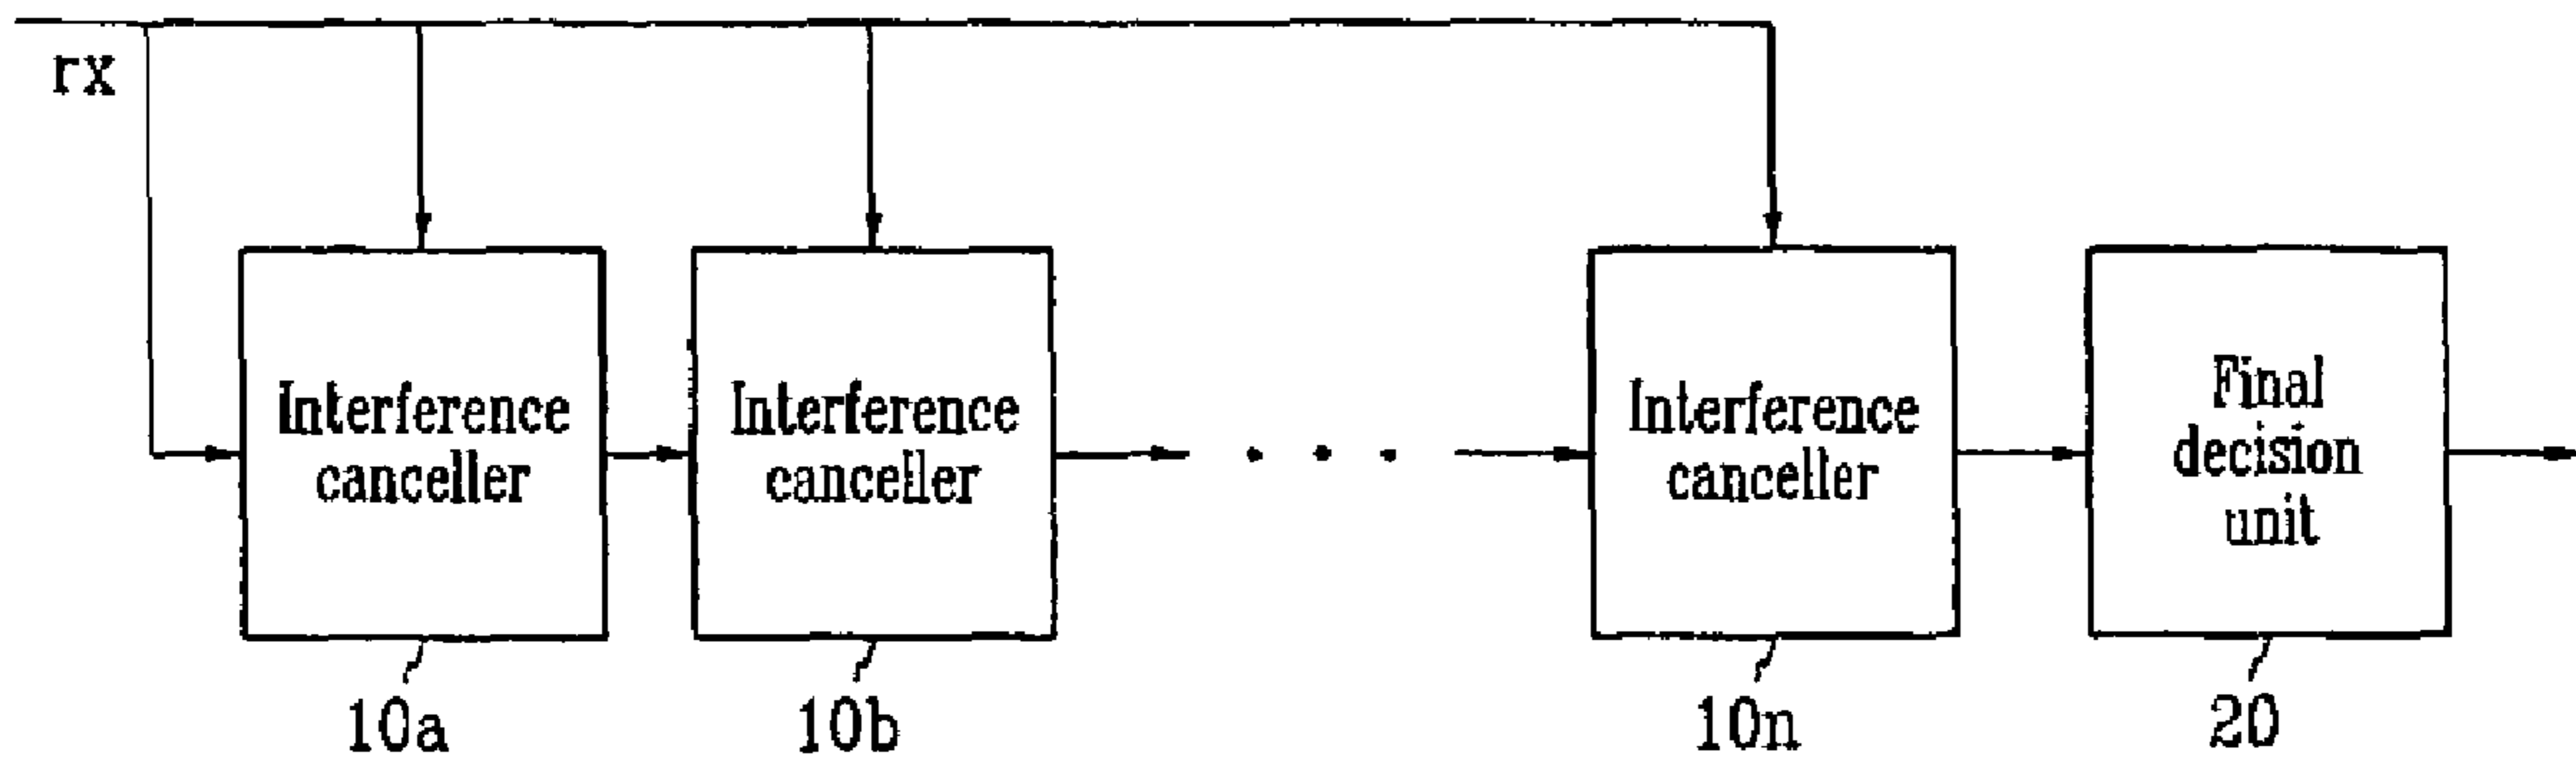 rx
Interference
canceller
Interference
canceller
Interference
canceller
Final
decision
unit
10a
10b
10n
20